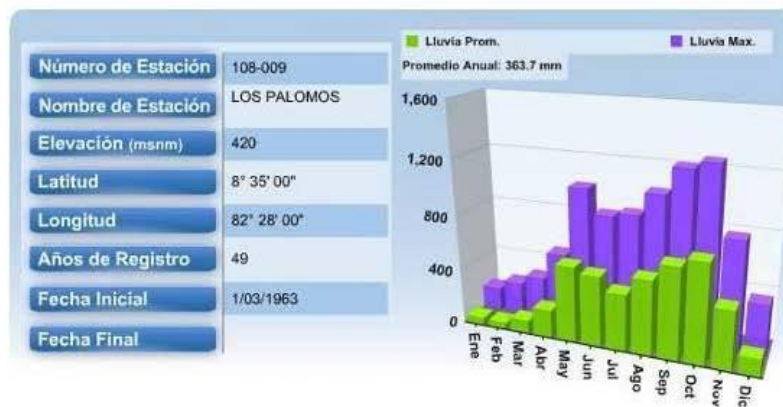 Número de Estación 108-009
Nombre de Estación LOS PALOMOS
Elevación (msnm) 420
Latitud 8° 35' 00"
Longitud 82° 28' 00"
Años de Registro 49
Fecha Inicial 1/03/1963
Fecha Final
Lluvia Prom. Lluvia Max.
Promedio Anual: 363.7 mm
1,600
1,200
800
400
0
Ene Feb Mar Abr May Jun Jul Ago Sep Oct Nov Dic